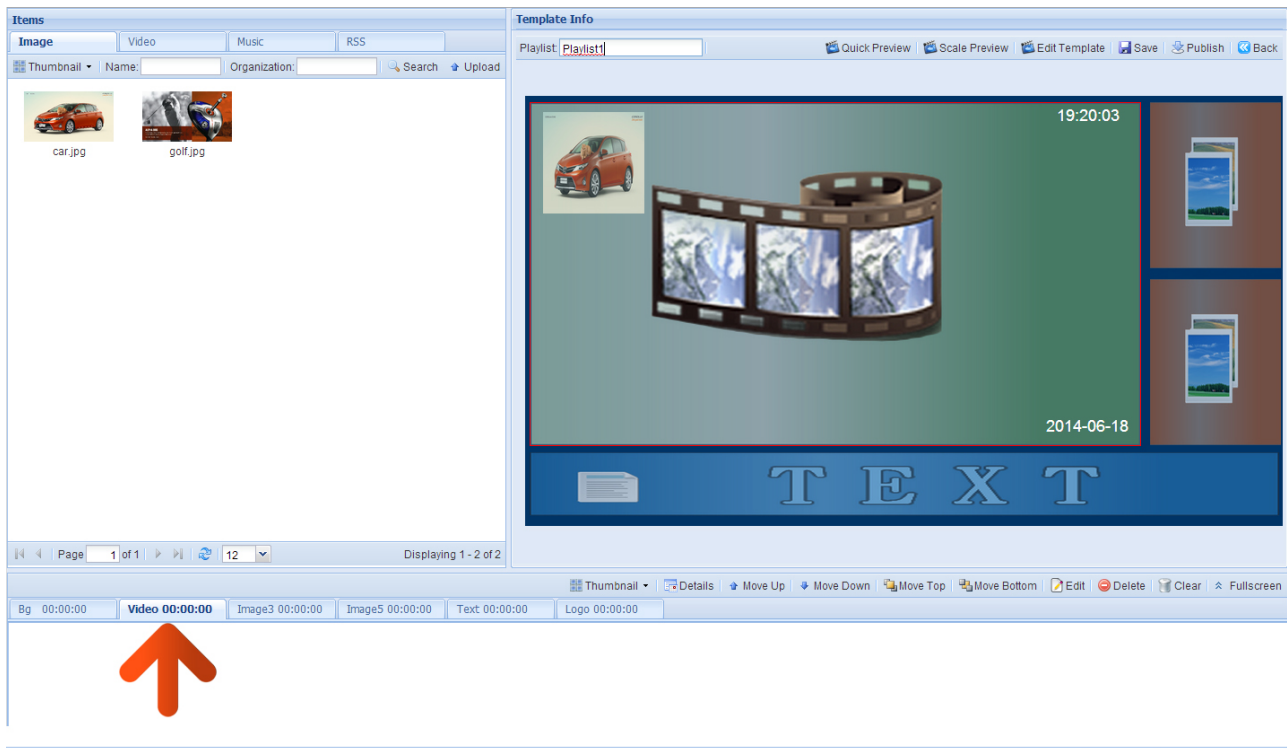 Items
Image Video Music RSS
Thumbnail Name: Organization: Search Upload
car.jpg golf.jpg
Page 1 of 1 12 Displaying 1 - 2 of 2
Template Info
Playlist: Playlist1 Quick Preview Scale Preview Edit Template Save Publish Back
19:20:03
2014-06-18
TEXT
Thumbnail Details Move Up Move Down Move Top Move Bottom Edit Delete Clear Fullscreen
Bg 00:00:00 Video 00:00:00 Image3 00:00:00 Image5 00:00:00 Text 00:00:00 Logo 00:00:00